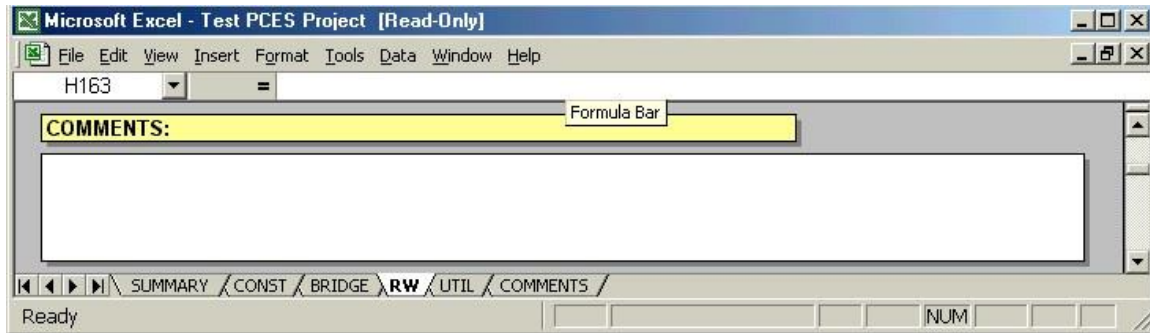 Microsoft Excel - Test PCES Project [Read-Only]
File Edit View Insert Format Tools Data Window Help
H163 =
Formula Bar
COMMENTS:
SUMMARY CONST BRIDGE RW UTIL COMMENTS
Ready NUM